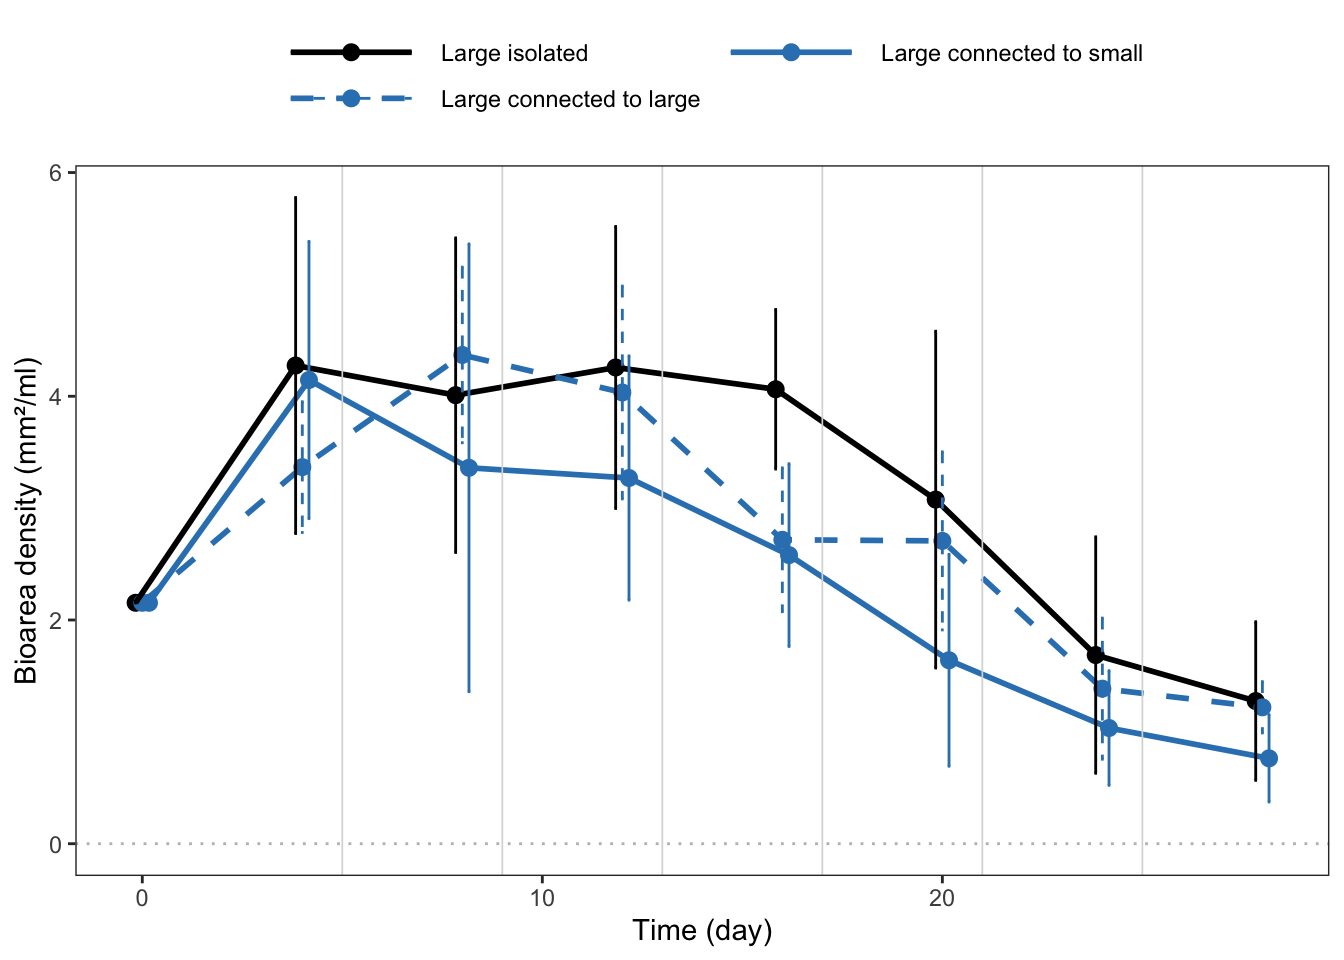 Large isolated
Large connected to small
Large connected to large
6
4
2
0
Bioarea density (mm²/ml)
0
10
20
Time (day)